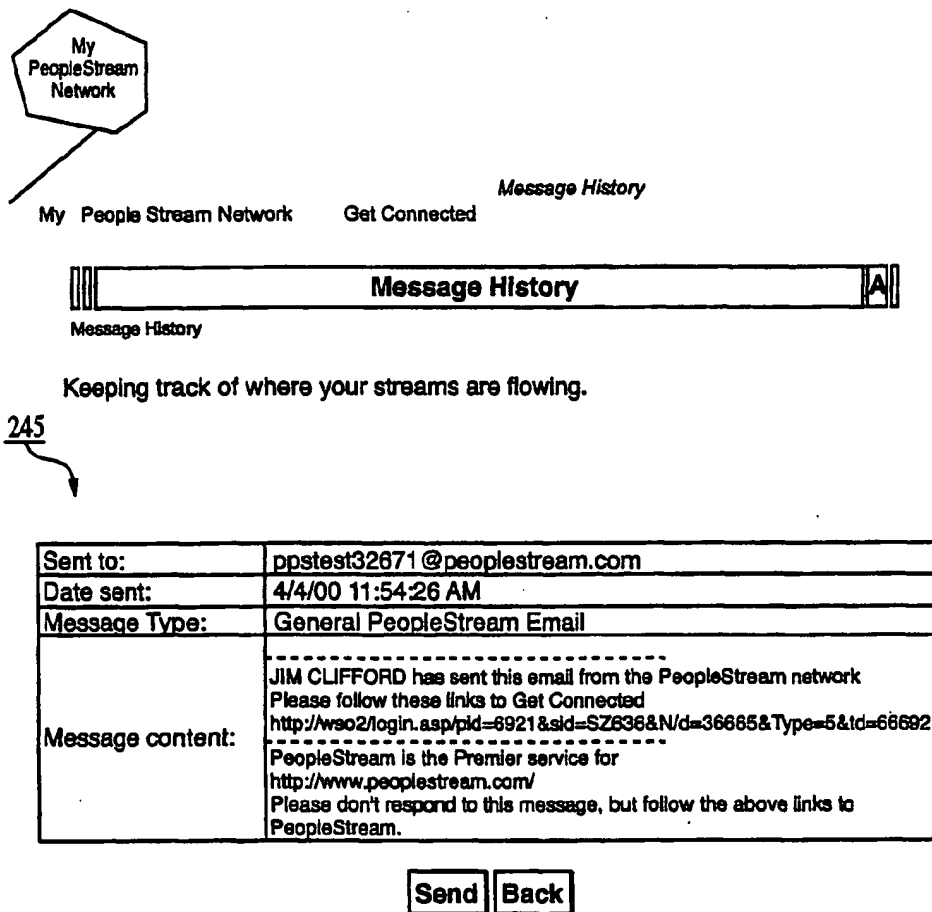 My
PeopleStream
Network
Message History
My People Stream Network Get Connected
Message History A
Message History
Keeping track of where your streams are flowing.
245
Sent to: ppstest32671@peoplestream.com
Date sent: 4/4/00 11:54:26 AM
Message Type: General PeopleStream Email
Message content:
JIM CLIFFORD has sent this email from the PeopleStream network
Please follow these links to Get Connected
http://wso2/login.asp/pid=6921&sid=SZ636&N/d=36665&Type=5&td=66692
PeopleStream is the Premier service for
http://www.peoplestream.com/
Please don't respond to this message, but follow the above links to
PeopleStream.
Send Back